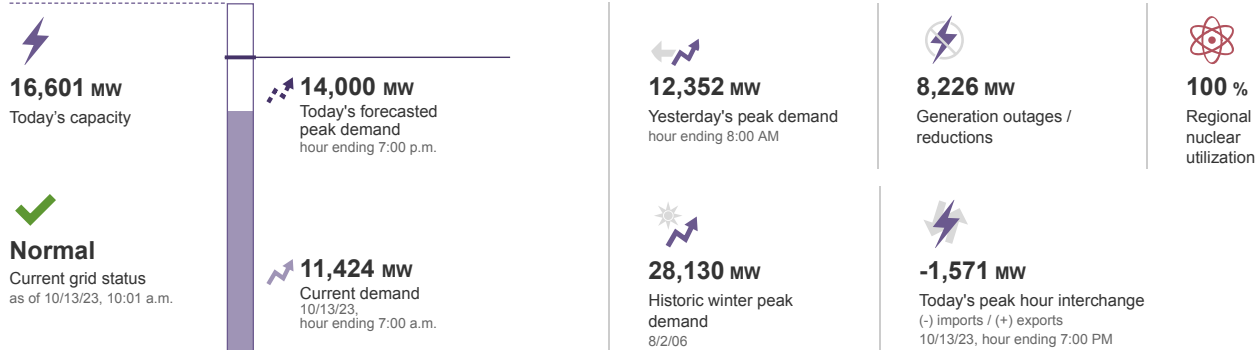 16,601 MW
Today's capacity
14,000 MW
Today's forecasted
peak demand
hour ending 7:00 p.m.
Normal
Current grid status
as of 10/13/23, 10:01 a.m.
11,424 MW
Current demand
10/13/23,
hour ending 7:00 a.m.
12,352 MW
Yesterday's peak demand
hour ending 8:00 AM
8,226 MW
Generation outages /
reductions
100 %
Regional
nuclear
utilization
28,130 MW
Historic winter peak
demand
8/2/06
-1,571 MW
Today's peak hour interchange
(-) imports / (+) exports
10/13/23, hour ending 7:00 PM